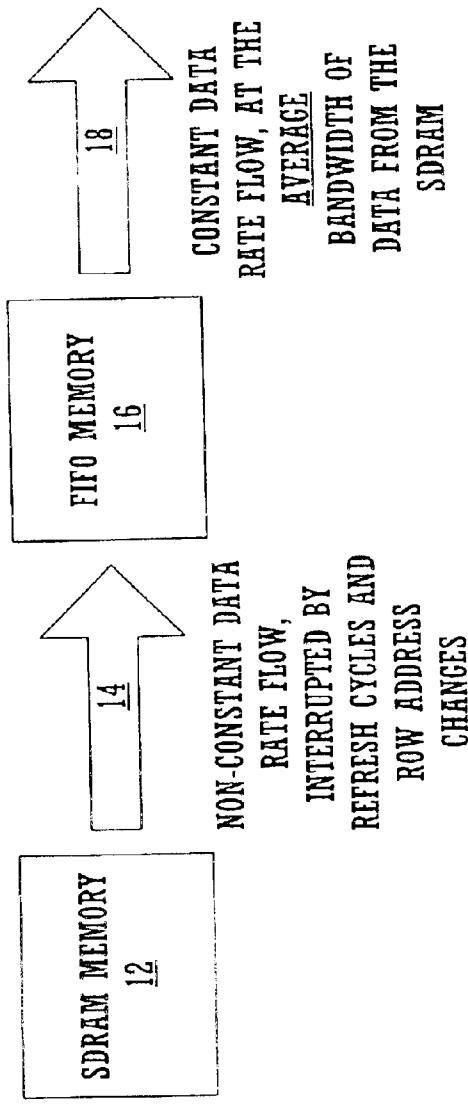 SDRAM MEMORY
12
14
NON-CONSTANT DATA
RATE FLOW,
INTERRUPTED BY
REFRESH CYCLES AND
ROW ADDRESS
CHANGES
FIFO MEMORY
16
18
CONSTANT DATA
RATE FLOW, AT THE
AVERAGE
BANDWIDTH OF
DATA FROM THE
SDRAM